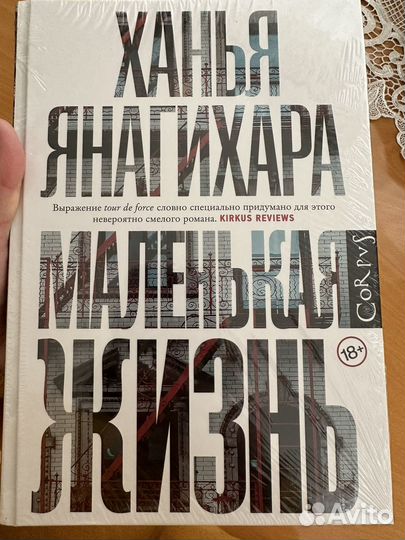 ХАНЬЯ
ЯНАГИХАРА
Выражение tour de force словно специально придумано для этого
невероятно смелого романа. KIRKUS REVIEWS
МАЛЕНЬКАЯ
CORPUS
18+
ЖИЗНЬ
Avito